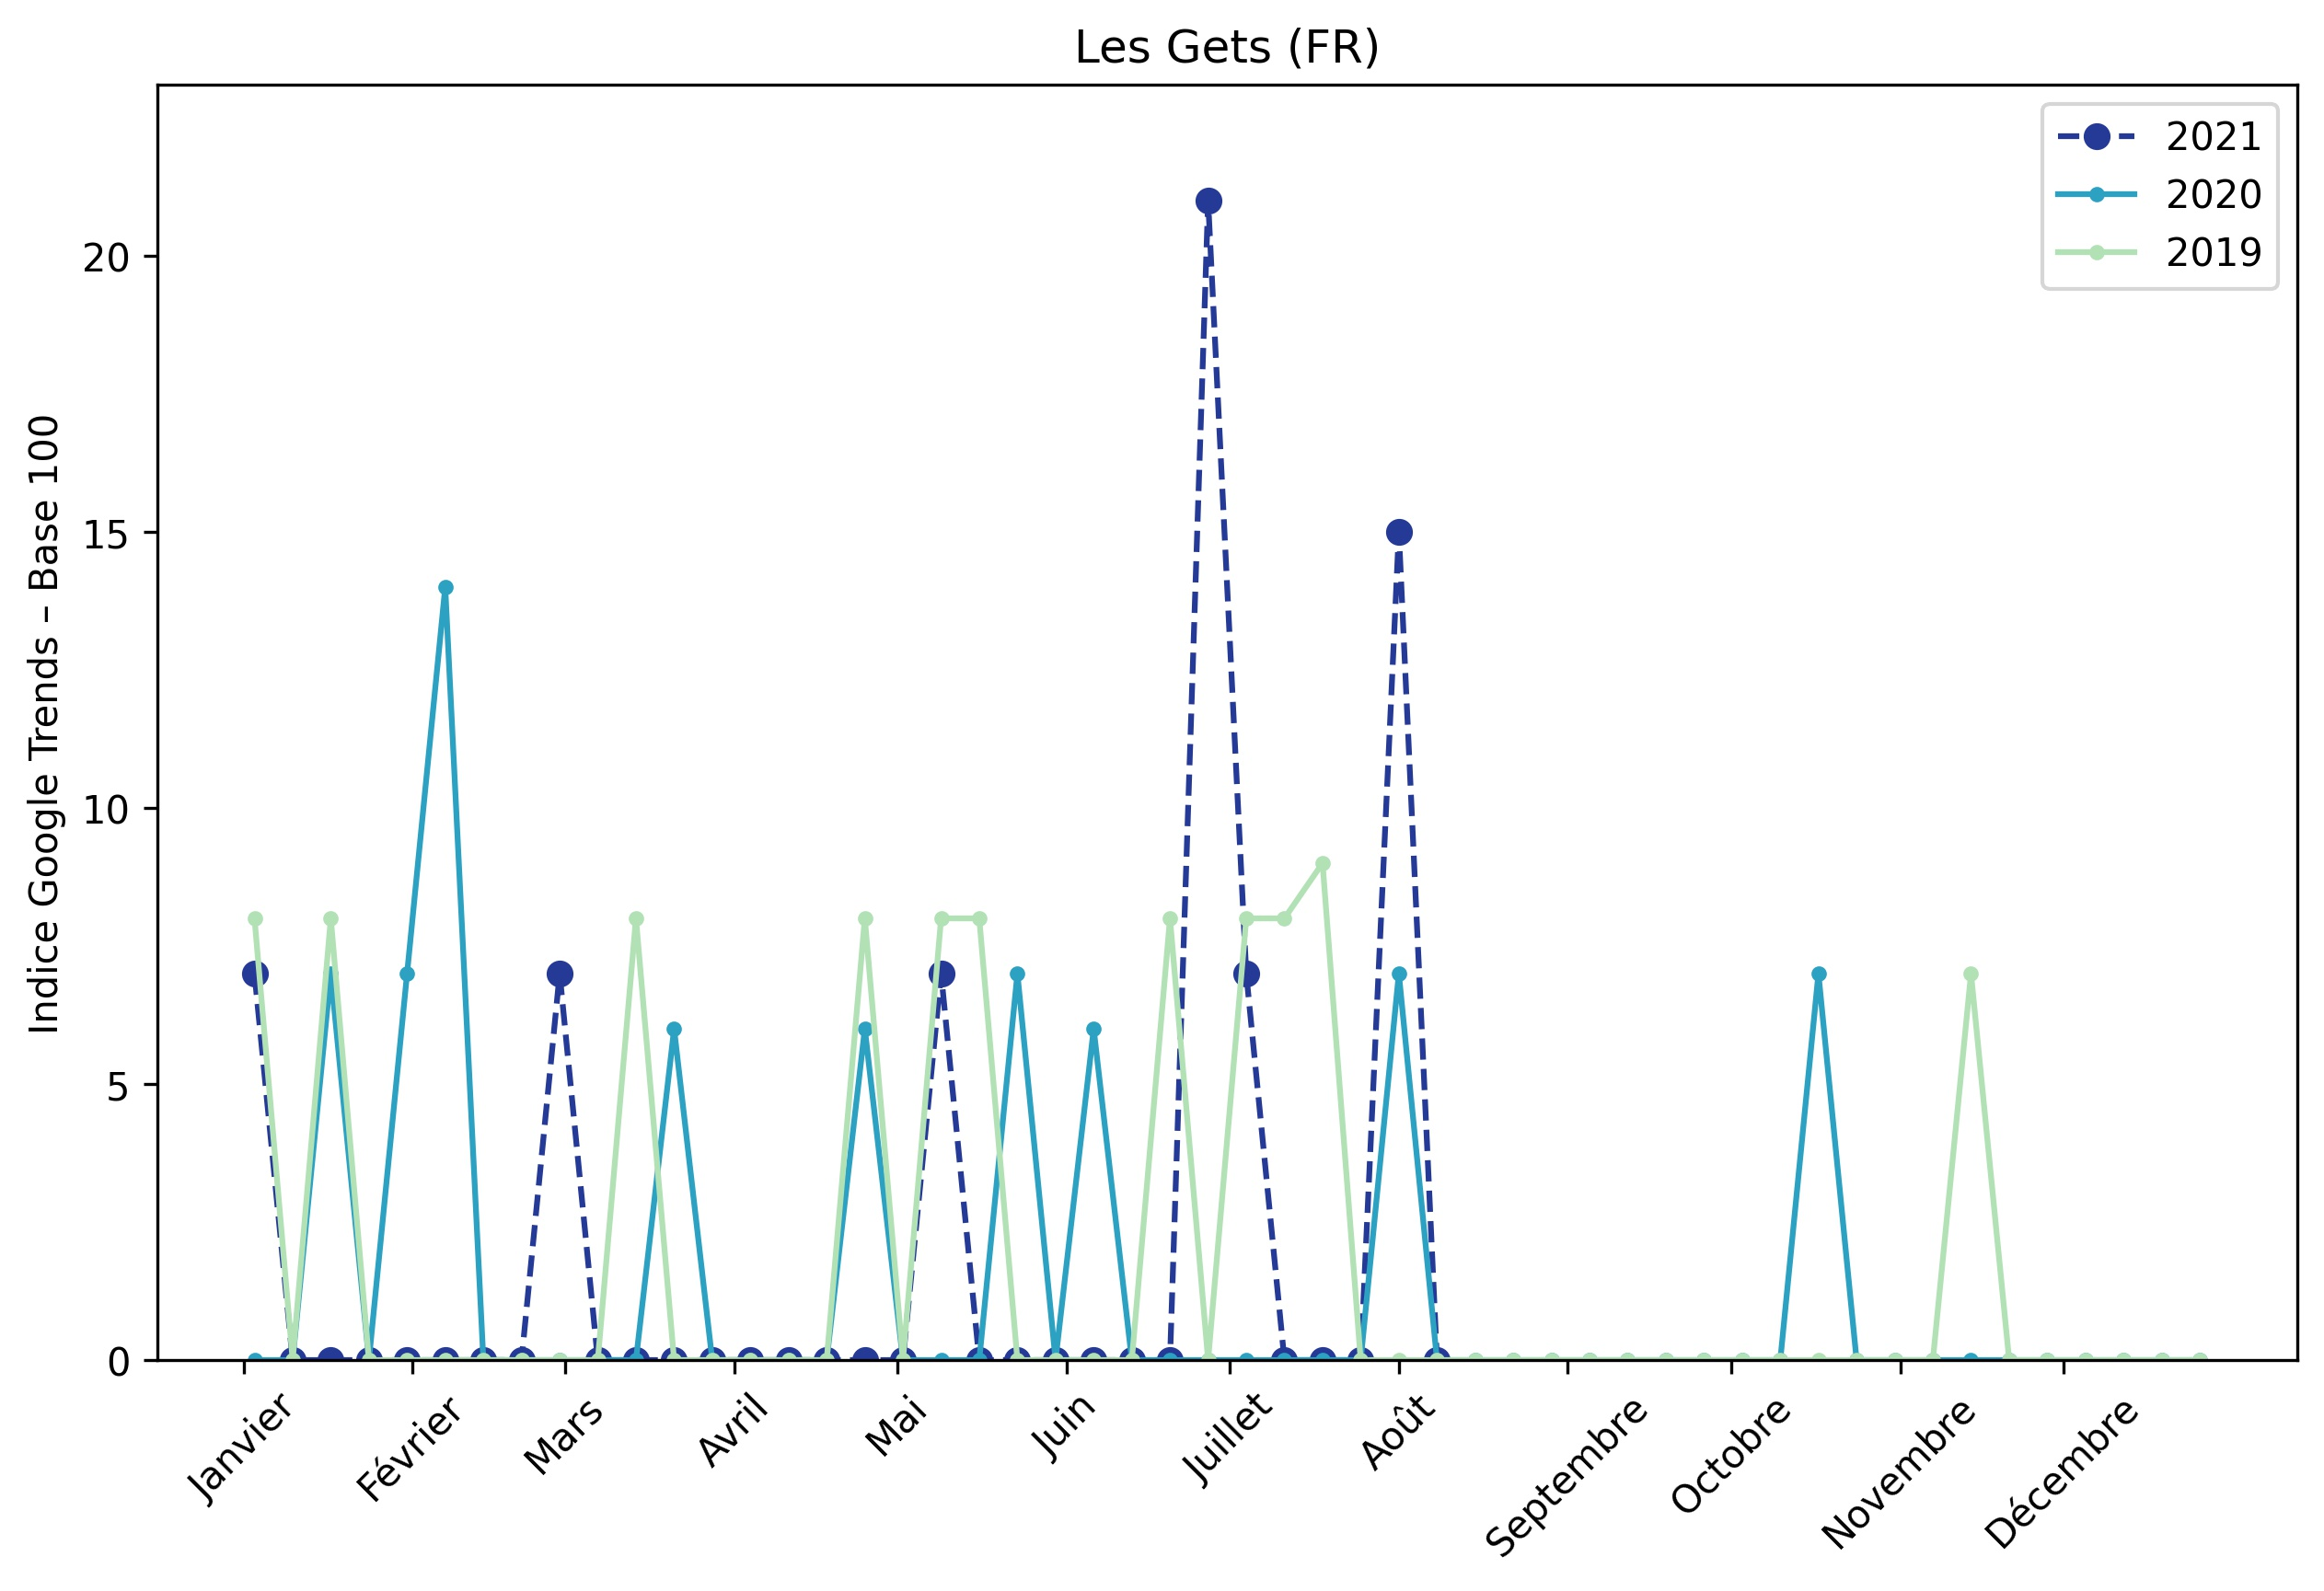 Les Gets (FR)
2021
2020
2019
Indice Google Trends – Base 100
20
15
10
5
0
Janvier
Février
Mars
Avril
Mai
Juin
Juillet
Août
Septembre
Octobre
Novembre
Décembre